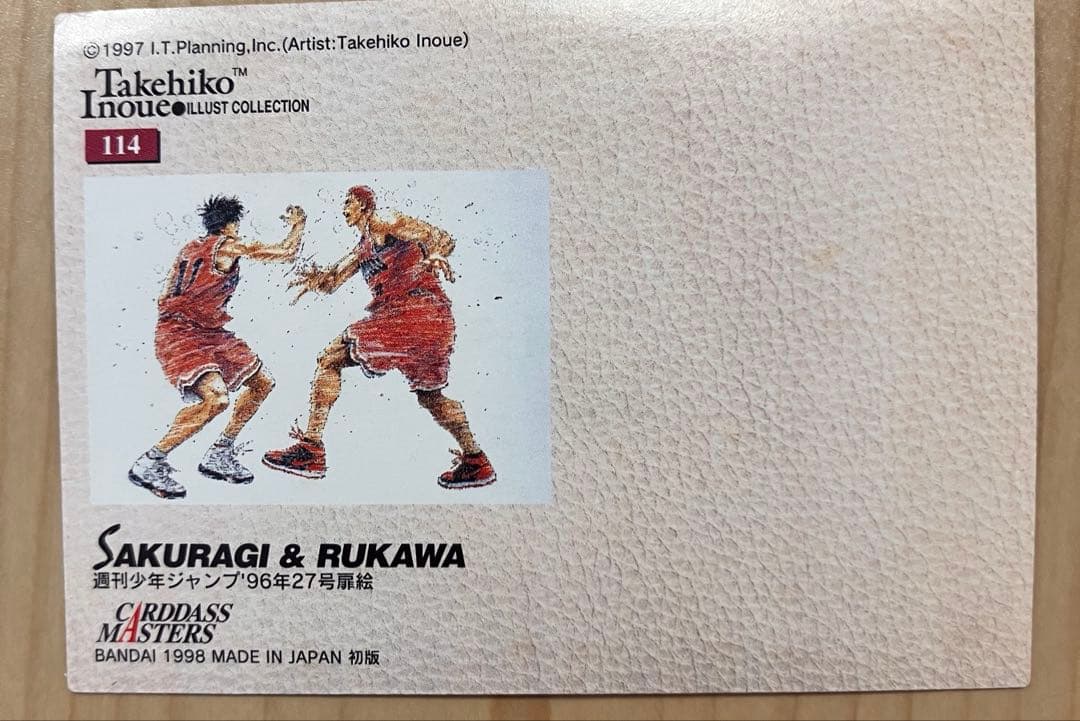 ©1997 I.T.Planning,Inc.(Artist:Takehiko Inoue)
Takehiko™
Inoue●ILLUST COLLECTION
114
11
SAKURAGI & RUKAWA
週刊少年ジャンプ'96年27号扉絵
CARDDASS
MASTERS
BANDAI 1998 MADE IN JAPAN 初版